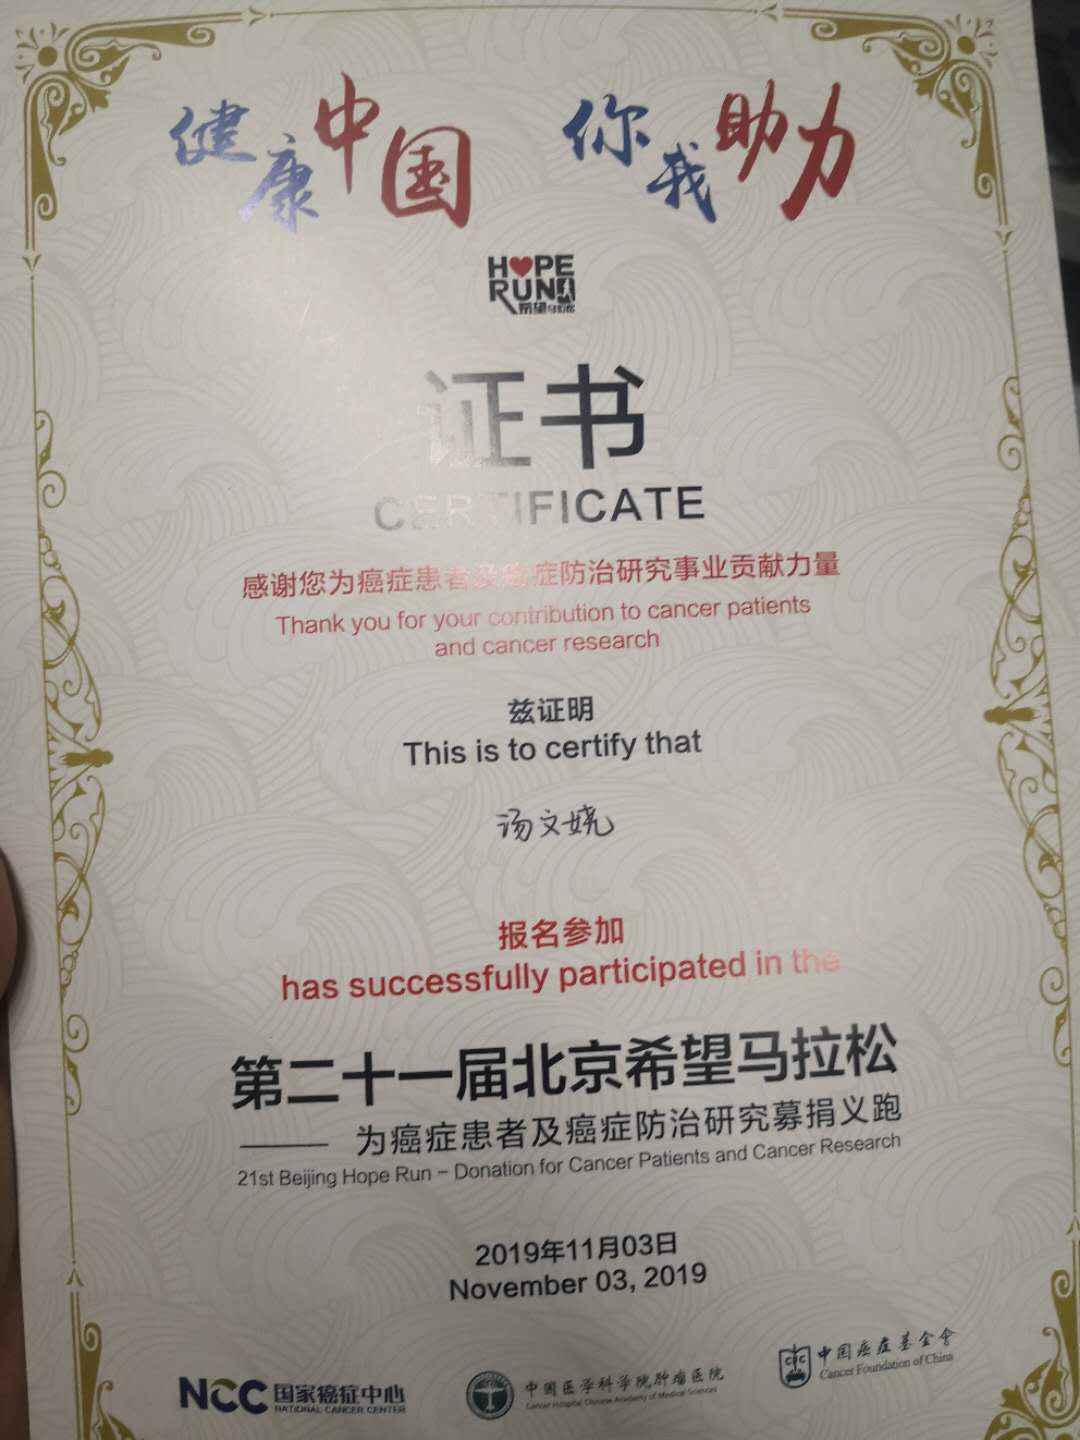 健康中国 你我助力
HOPE
RUN
希望马拉松
证书
CERTIFICATE
感谢您为癌症患者及癌症防治研究事业贡献力量
Thank you for your contribution to cancer patients
and cancer research
兹证明
This is to certify that
汤文娆
报名参加
has successfully participated in the
第二十一届北京希望马拉松
—— 为癌症患者及癌症防治研究募捐义跑
21st Beijing Hope Run - Donation for Cancer Patients and Cancer Research
2019年11月03日
November 03, 2019
NCC 国家癌症中心
NATIONAL CANCER CENTER
中国医学科学院肿瘤医院
Cancer Hospital Chinese Academy of Medical Sciences
中国癌症基金会
Cancer Foundation of China